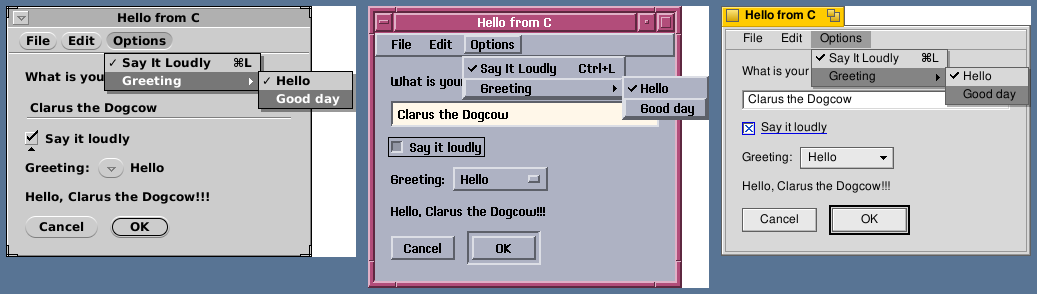 Hello from C
File Edit Options
✓ Say It Loudly ⌘L
Greeting
✓ Hello
Good day
What is you
Clarus the Dogcow
Say it loudly
Greeting: Hello
Hello, Clarus the Dogcow!!!
Cancel OK
Hello from C
File Edit Options
✓ Say It Loudly Ctrl+L
Greeting
✓ Hello
Good day
What is your
Clarus the Dogcow
Say it loudly
Greeting: Hello
Hello, Clarus the Dogcow!!!
Cancel OK
Hello from C
File Edit Options
✓ Say It Loudly ⌘L
Greeting
✓ Hello
Good day
What is your
Clarus the Dogcow
Say it loudly
Greeting: Hello
Hello, Clarus the Dogcow!!!
Cancel OK